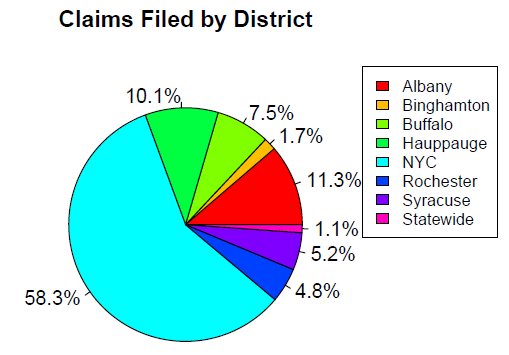 Claims Filed by District
10.1%
7.5%
1.7%
11.3%
1.1%
5.2%
4.8%
58.3%
Albany
Binghamton
Buffalo
Hauppauge
NYC
Rochester
Syracuse
Statewide